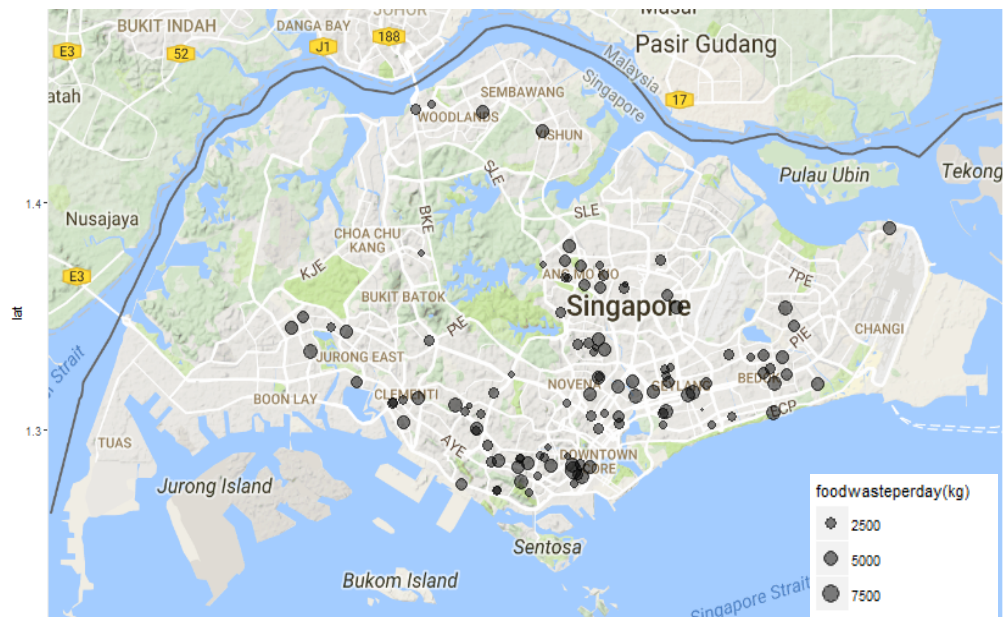 BUKIT INDAH
DANGA BAY
JOHOR
Masai
E3
52
J1
188
Pasir Gudang
Malaysia
Singapore
atah
17
SEMBAWANG
WOODLANDS
YISHUN
Pulau Ubin
Tekong
SLE
1.4
Nusajaya
BKE
SLE
CHOA CHU
KANG
E3
KJE
ANG MO KIO
TPE
BUKIT BATOK
Singapore
lat
PIE
PIE
CHANGI
Strait
JURONG EAST
NOVENA
GEYLANG
BEDOK
BOON LAY
CLEMENTI
ECP
1.3
TUAS
AYE
DOWNTOWN
CORE
Jurong Island
foodwasteperday(kg)
2500
Sentosa
5000
Bukom Island
7500
Singapore Strait